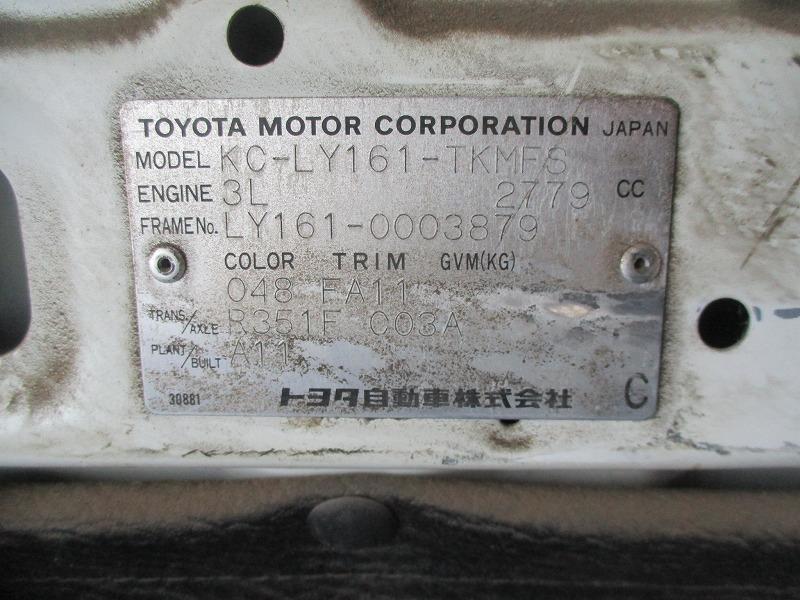 TOYOTA MOTOR CORPORATION JAPAN
MODEL KC-LY161-TKMFS
ENGINE 3L 2779 CC
FRAME No. LY161-0003879
COLOR TRIM GVM(KG)
048 FA11
TRANS./AXLE R351F C03A
PLANT/BUILT A11
30881 トヨタ自動車株式会社 C